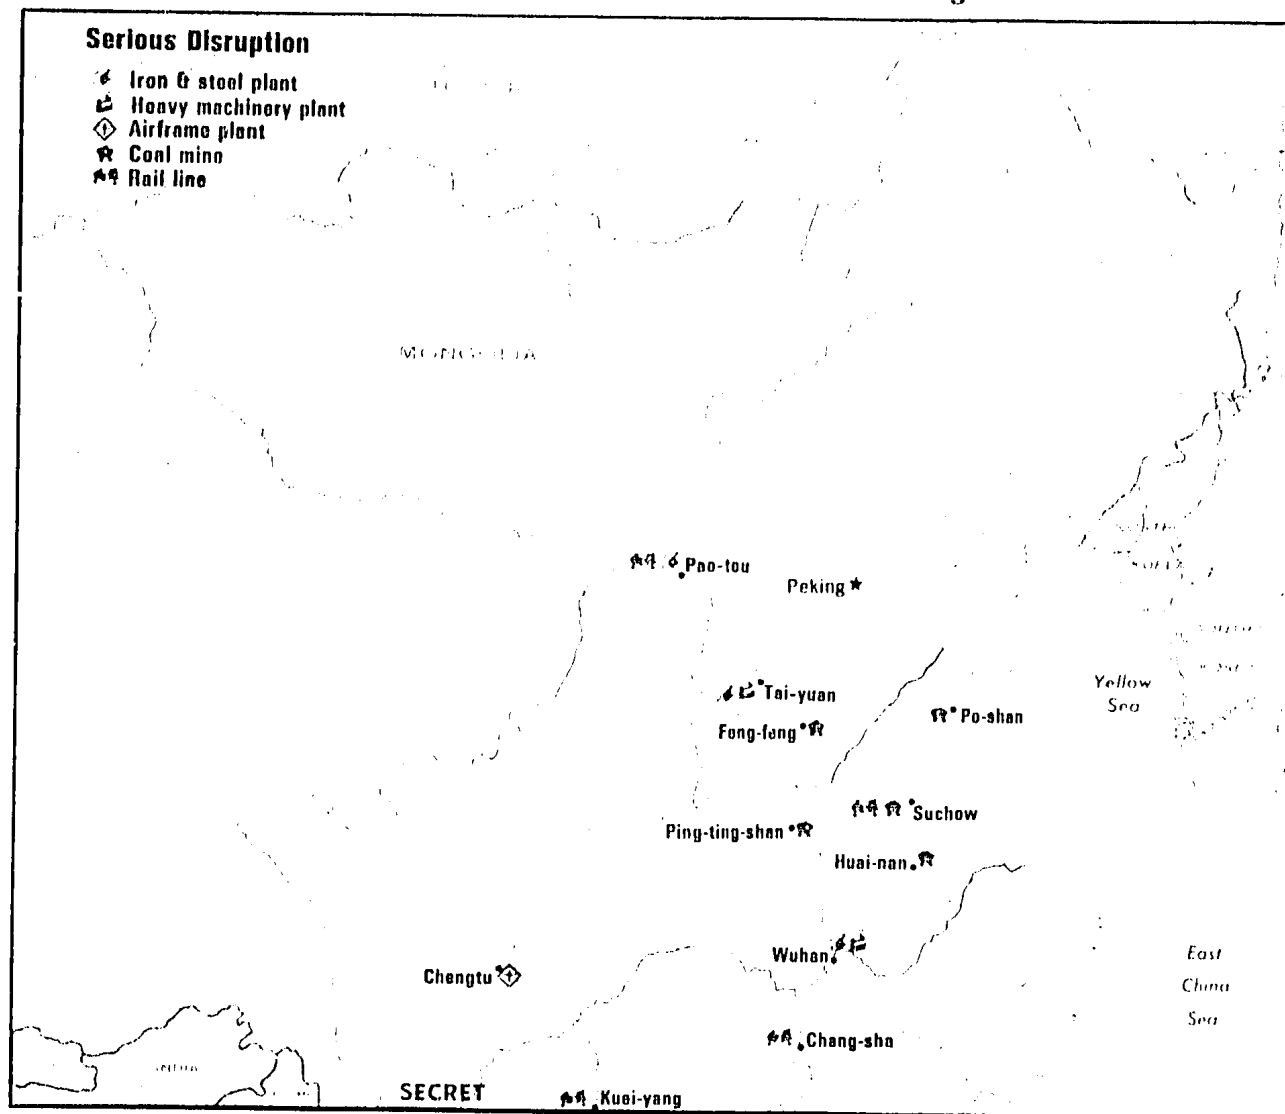 Serious Disruption
Iron & steel plant
Heavy machinery plant
Airframe plant
Coal mine
Rail line
MONGOLIA
Pao-tou
Peking
Yellow
Sea
Tai-yuan
Po-shan
Feng-feng
Suchow
Ping-ting-shan
Huai-nan
Wuhan
East
China
Sea
Chengtu
Chang-sha
SECRET
Kuei-yang